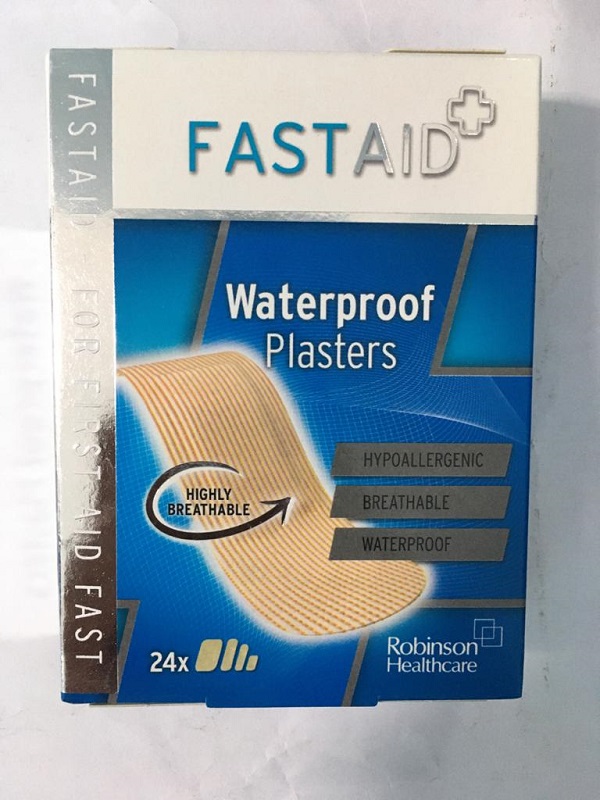 FASTAID
FASTAID - FOR FIRST AID FAST
Waterproof
Plasters
HYPOALLERGENIC
HIGHLY
BREATHABLE
BREATHABLE
WATERPROOF
24x
Robinson
Healthcare